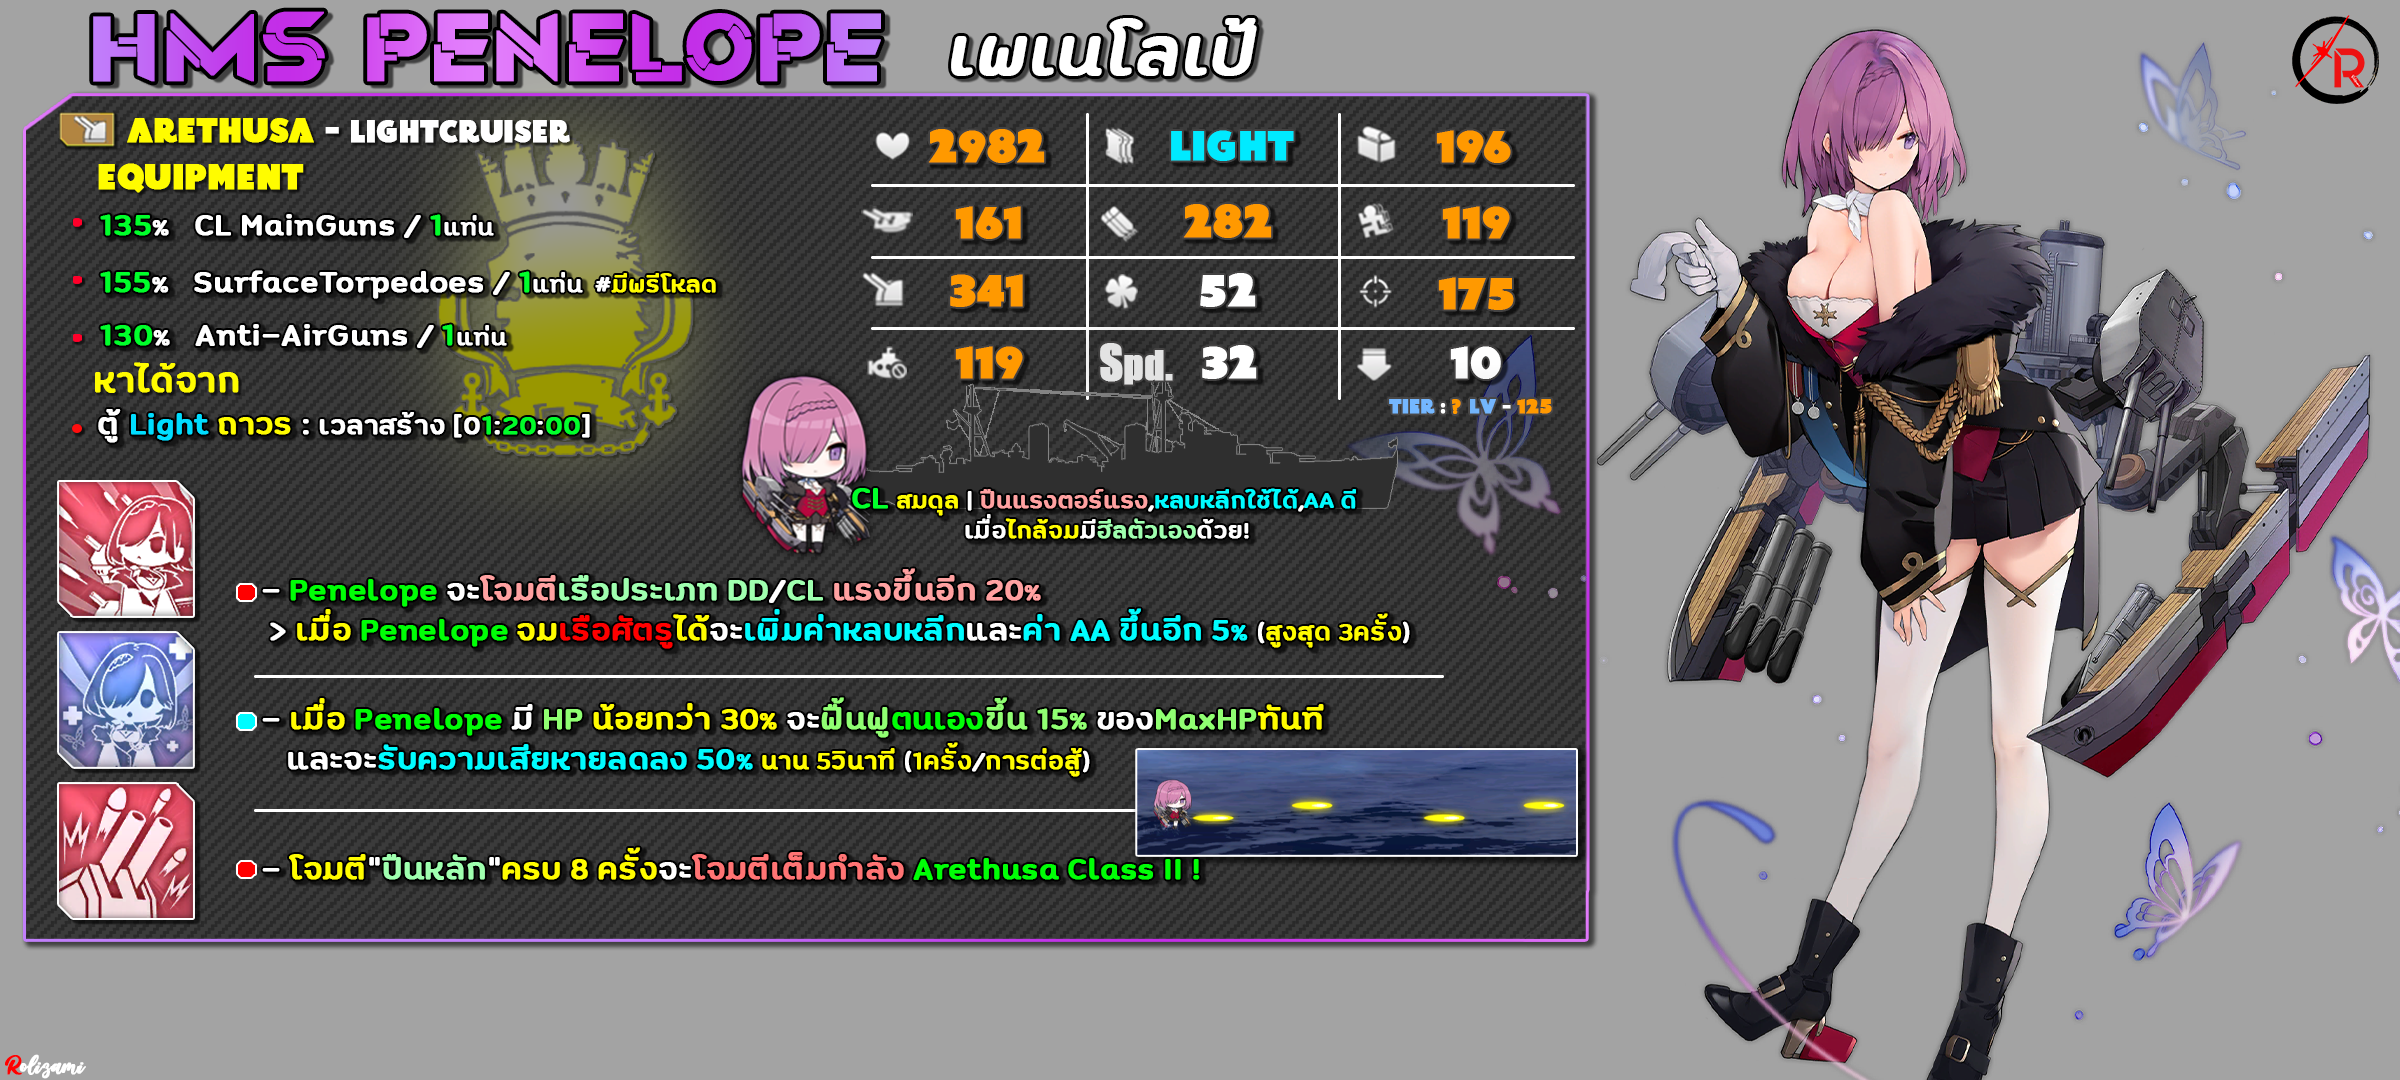 HMS PENELOPE เพเนโลเป้
R
ARETHUSA - LIGHTCRUISER
EQUIPMENT
135% CL MainGuns / 1แท่น
155% SurfaceTorpedoes / 1แท่น #มีพรีโหลด
130% Anti-AirGuns / 1แท่น
หาได้จาก
ตู้ Light ถาวร : เวลาสร้าง [01:20:00]
2982 LIGHT 196
161 282 119
341 52 175
119 Spd. 32 10
TIER : ? LV - 125
CL สมดุล | ปืนแรงตอร์แรง,หลบหลีกใช้ได้,AA ดี
เมื่อใกล้จมมีฮีลตัวเองด้วย!
- Penelope จะโจมตีเรือประเภท DD/CL แรงขึ้นอีก 20%
> เมื่อ Penelope จมเรือศัตรูได้จะเพิ่มค่าหลบหลีกและค่า AA ขึ้นอีก 5% (สูงสุด 3ครั้ง)
- เมื่อ Penelope มี HP น้อยกว่า 30% จะฟื้นฟูตนเองขึ้น 15% ของMaxHPทันที
และจะรับความเสียหายลดลง 50% นาน 5วินาที (1ครั้ง/การต่อสู้)
- โจมตี"ปืนหลัก"ครบ 8 ครั้งจะโจมตีเต็มกำลัง Arethusa Class II !
Rolizami